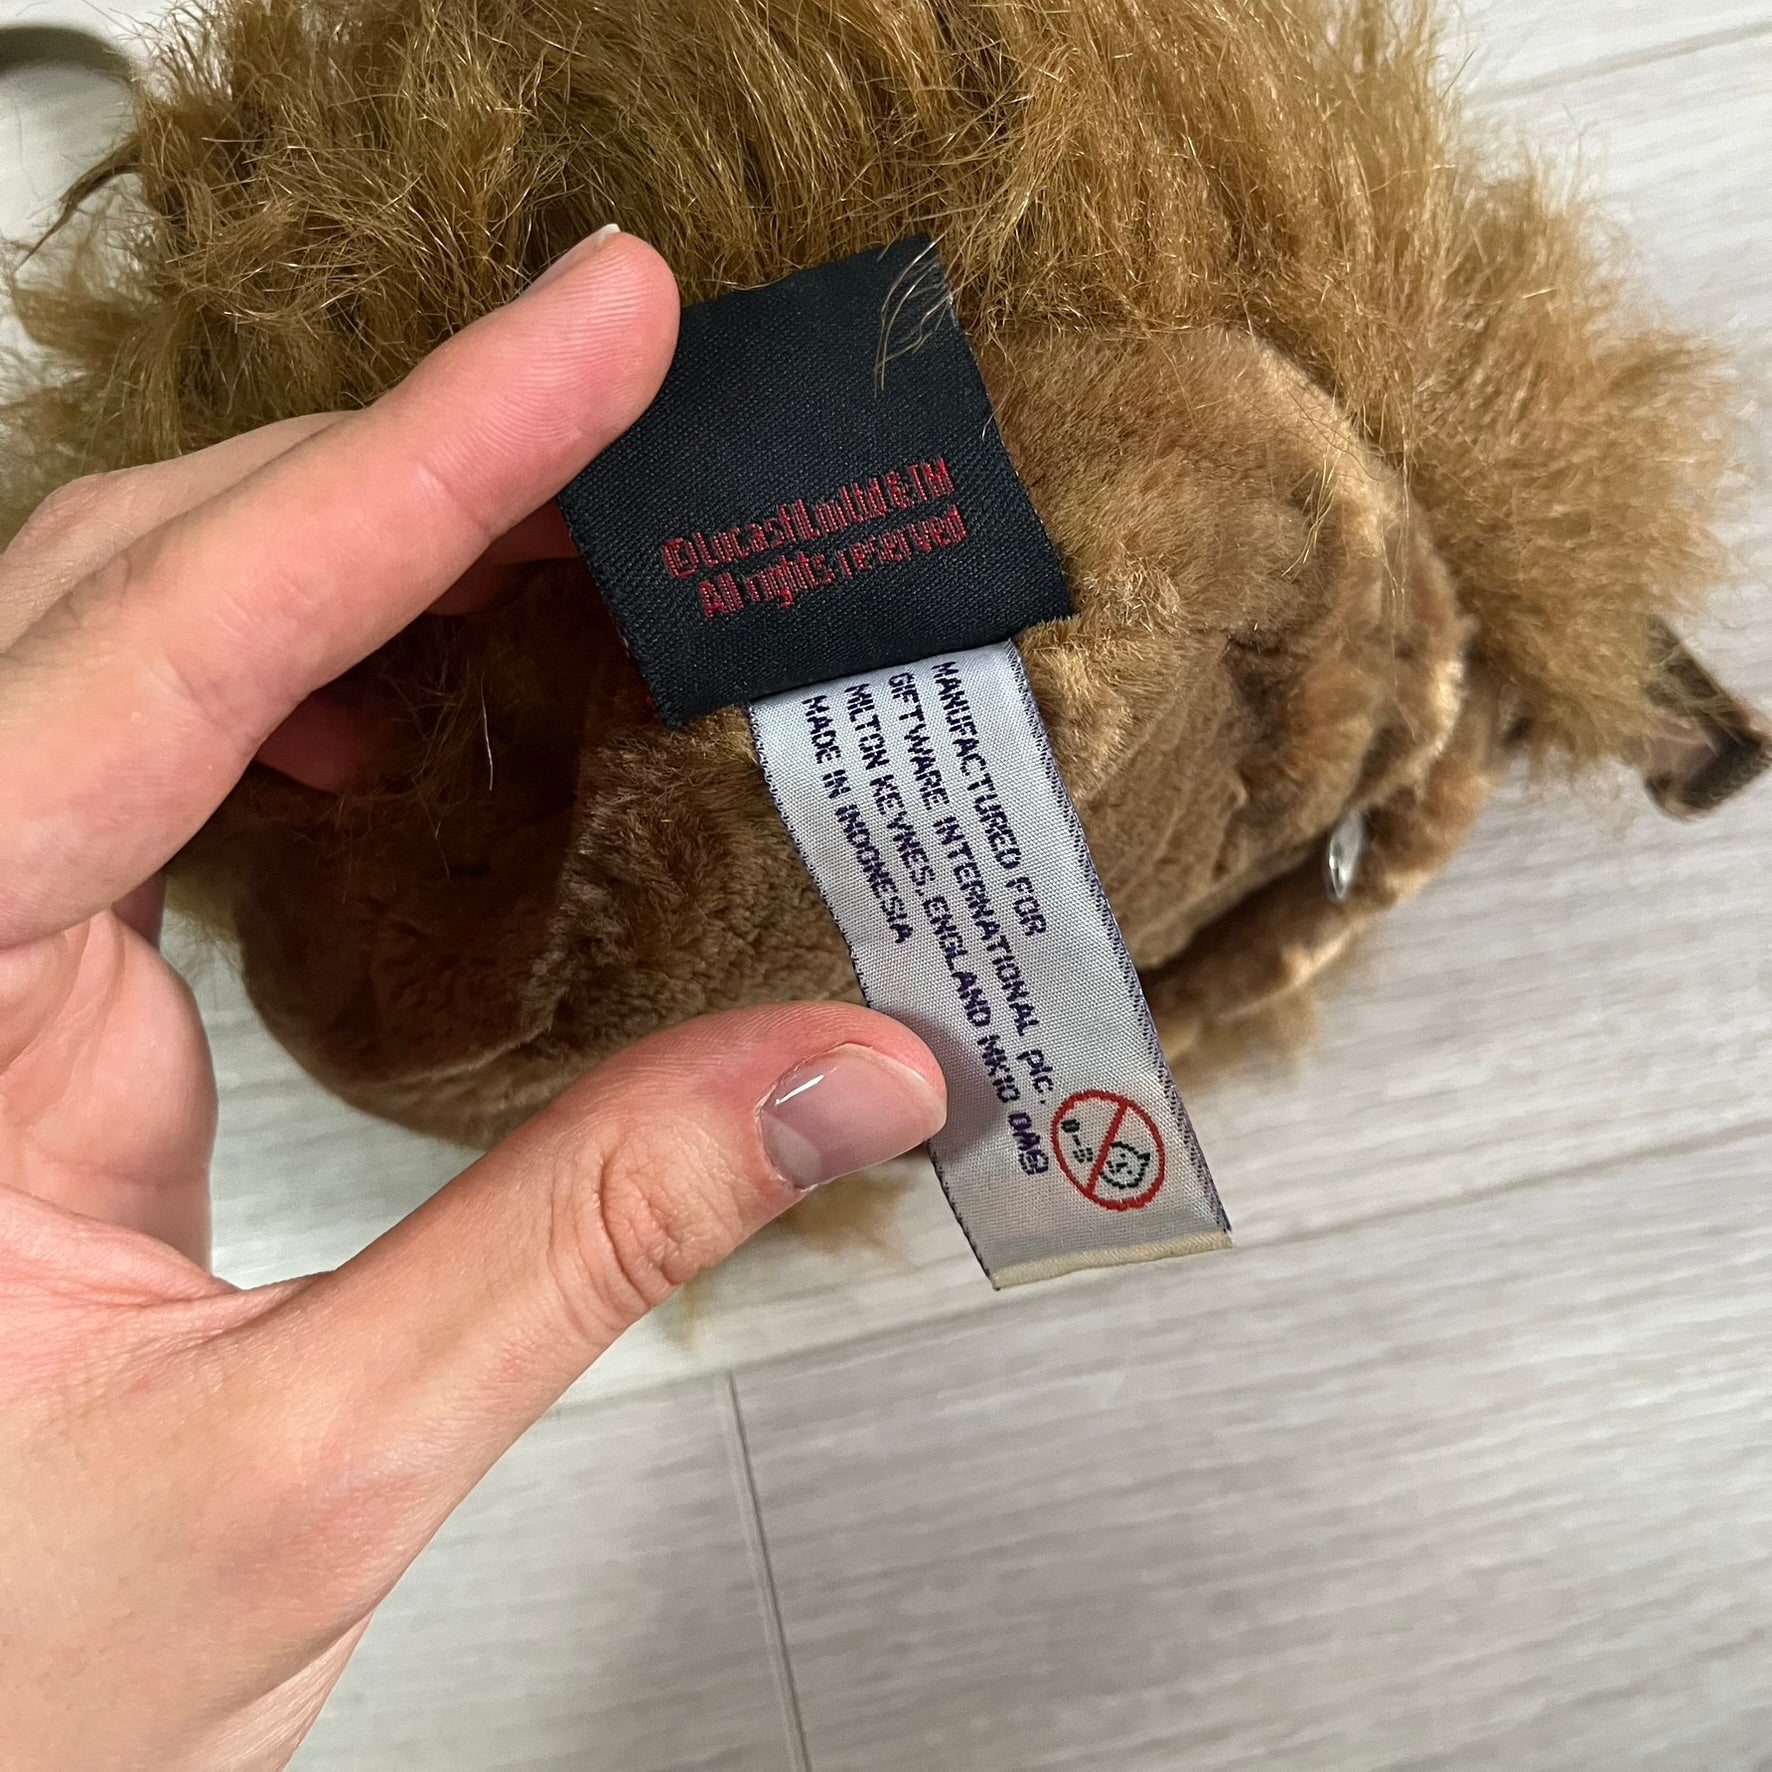 ©Lucasfilm Ltd & TM
All rights reserved
MANUFACTURED FOR
GIFTWARE INTERNATIONAL plc.
MILTON KEYNES. ENGLAND MK10 0AG
MADE IN INDONESIA
0-3